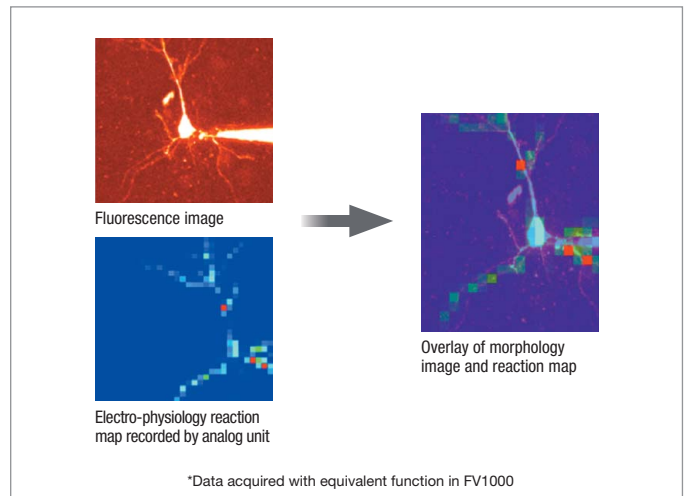 Fluorescence image
Electro-physiology reaction
map recorded by analog unit
Overlay of morphology
image and reaction map
*Data acquired with equivalent function in FV1000